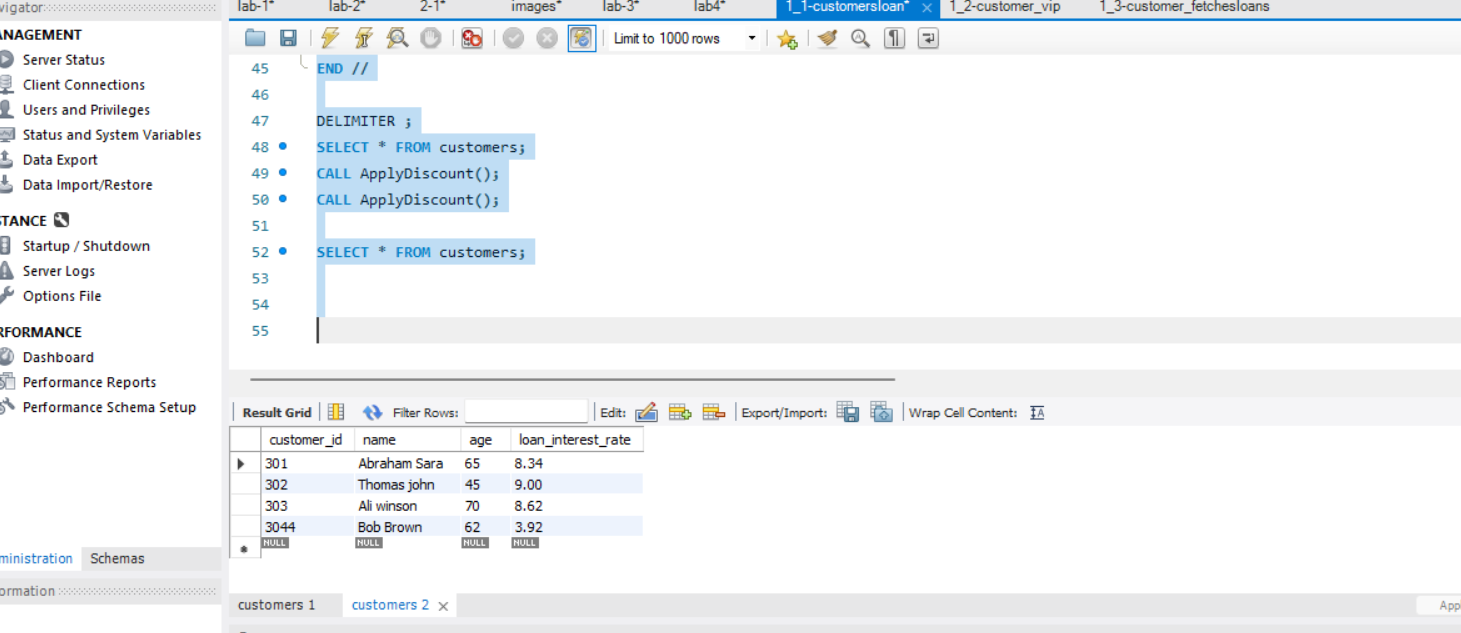 vigator
lab-1* lab-2* 2-1* images* lab-3* lab4* 1_1-customersloan* × 1_2-customer_vip 1_3-customer_fetchesloans
ANAGEMENT
Server Status
Client Connections
Users and Privileges
Status and System Variables
Data Export
Data Import/Restore
STANCE
Startup / Shutdown
Server Logs
Options File
RFORMANCE
Dashboard
Performance Reports
Performance Schema Setup
ministration Schemas
ormation
Limit to 1000 rows
45 END //
46
47 DELIMITER ;
48 SELECT * FROM customers;
49 CALL ApplyDiscount();
50 CALL ApplyDiscount();
51
52 SELECT * FROM customers;
53
54
55
Result Grid Filter Rows: Edit: Export/Import: Wrap Cell Content: IA
customer_id name age loan_interest_rate
301 Abraham Sara 65 8.34
302 Thomas john 45 9.00
303 Ali winson 70 8.62
3044 Bob Brown 62 3.92
NULL NULL NULL NULL
customers 1 customers 2 × App